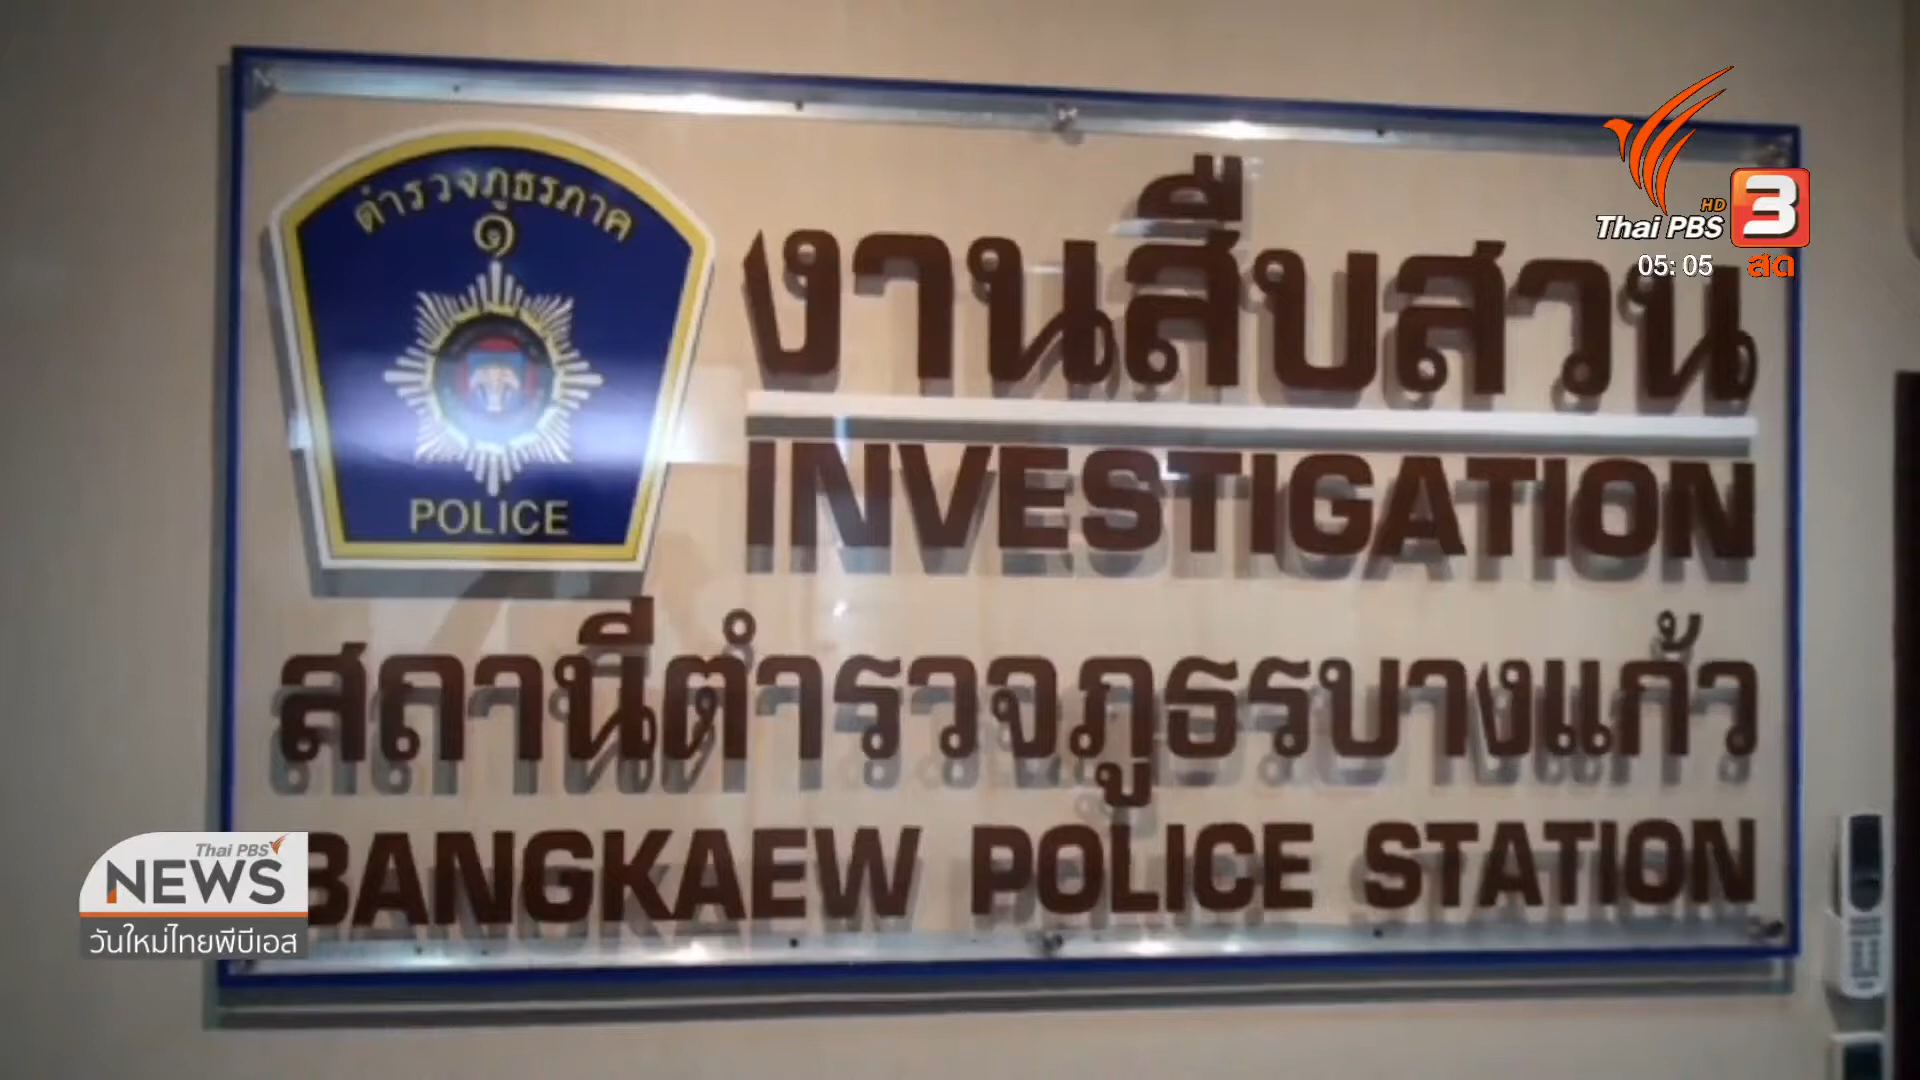 ตำรวจภูธรภาค
๑
POLICE
งานสืบสวน
INVESTIGATION
สถานีตำรวจภูธรบางแก้ว
BANGKAEW POLICE STATION
HD
Thai PBS 3
05:05 สด
Thai PBS
NEWS
วันใหม่ไทยพีบีเอส